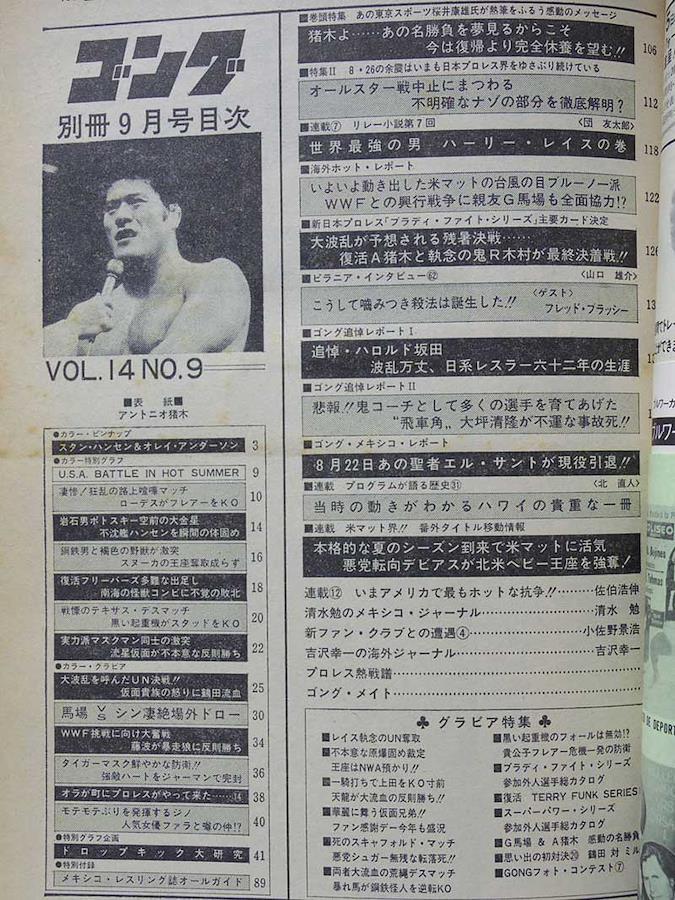 ゴング
別冊9月号目次
VOL.14 NO.9
■表 紙■
アントニオ猪木
●カラー・ピンナップ
スタン・ハンセン&オレイ・アンダーソン 3
●カラー特別グラフ
U.S.A. BATTLE IN HOT SUMMER 9
凄惨!狂乱の路上喧嘩マッチ
ローデスがフレアーをKO 10
岩石男ボトスキー空前の大金星
不沈艦ハンセンを瞬間の体固め 14
鋼鉄男と褐色の野獣が激突
スヌーカの王座奪取成らず 16
復活フリーバーズ多難な出足し
南海の怪獣コンビに不覚の敗北 18
戦慄のテキサス・デスマッチ
黒い起重機がスタッドをKO 20
実力派マスクマン同士の激突
流星仮面が不本意な反則勝ち 22
●カラー・グラビア
大波乱を呼んだUN決戦!!
仮面貴族の怒りに鶴田流血 25
馬場VSシン凄絶場外ドロー 30
WWF挑戦に向け大奮戦
藤波が暴走狼に反則勝ち 34
タイガーマスク鮮やかな防衛!!
強敵ハートをジャーマンで完封 36
オラが町にプロレスがやって来た……⑭ 38
モテモテぶりを発揮するジノ
人気女優ファラと噂の仲!? 40
●特別グラフ企画
ドロップキック大研究 41
●特別付録
メキシコ・レスリング誌オールガイド 89
■巻頭特集 あの東京スポーツ桜井康雄氏が熱筆をふるう感動のメッセージ
猪木よ……あの名勝負を夢見るからこそ
今は復帰より完全休養を望む!! 106
■特集II 8・26の余慶はいまも日本プロレス界をゆさぶり続けている
オールスター戦中止にまつわる
不明確なナゾの部分を徹底解明? 112
■連載⑦ リレー小説第7回 〈団 友太郎〉
世界最強の男 ハーリー・レイスの巻 118
■海外ホット・レポート
いよいよ動き出した米マットの台風の目ブルーノ一派
WWFとの興行戦争に親友G馬場も全面協力!? 122
■新日本プロレス「ブラディ・ファイト・シリーズ」主要カード決定
大波乱が予想される残暑決戦……
復活A猪木と執念の鬼R木村が最終決着戦!! 126
■ピラニア・インタビュー㉖ 〈山口 雄介〉
こうして噛みつき殺法は誕生した!! 〈ゲスト〉
フレッド・ブラッシー
■ゴング追悼レポートI
追悼・ハロルド坂田
波乱万丈、日系レスラー六十二年の生涯
■ゴング追悼レポートII
悲報!!鬼コーチとして多くの選手を育てあげた
“飛車角”大坪清隆が不運な事故死!!
■ゴング・メキシコ・レポート
8月22日あの聖者エル・サントが現役引退!!
■連載 プログラムが語る歴史㉛ 〈北 直人〉
当時の動きがわかるハワイの貴重な一冊
■連載 米マット界!! 番外タイトル移動情報
本格的な夏のシーズン到来で米マットに活気
悪党転向デビアスが北米ヘビー王座を強奪!
連載⑫ いまアメリカで最もホットな抗争!!……佐伯浩伸
清水勉のメキシコ・ジャーナル……清水 勉
新ファン・クラブとの遭遇④……小佐野景浩
吉沢幸一の海外ジャーナル……吉沢幸一
プロレス熱戦譜……
ゴング・メイト……
♣ グラビア特集 ♣
■レイス執念のUN奪取
■不本意な原爆固め裁定
王座はNWA預かり!!
■一騎打ちで上田をKO寸前
天龍が大流血の反則勝ち!!
■華麗に舞う仮面兄弟!!
ファン感謝デー今年も盛況
■死のスキャフォルド・マッチ
悪党シュガー無残な転落死!!
■両者大流血の荒縄デスマッチ
暴れ馬が鋼鉄怪人を逆転KO
■黒い起重機のフォールは無効!?
貴公子フレアー危機一発の防衛
■ブラディ・ファイト・シリーズ
参加外人選手総カタログ
■復活 TERRY FUNK SERIES
■スーパーパワー・シリーズ
参加外人選手総カタログ
■G馬場&A猪木 感動の名勝負
■思い出の初対決⑳ 鶴田 対 ミル
■GONGフォト・コンテスト⑦